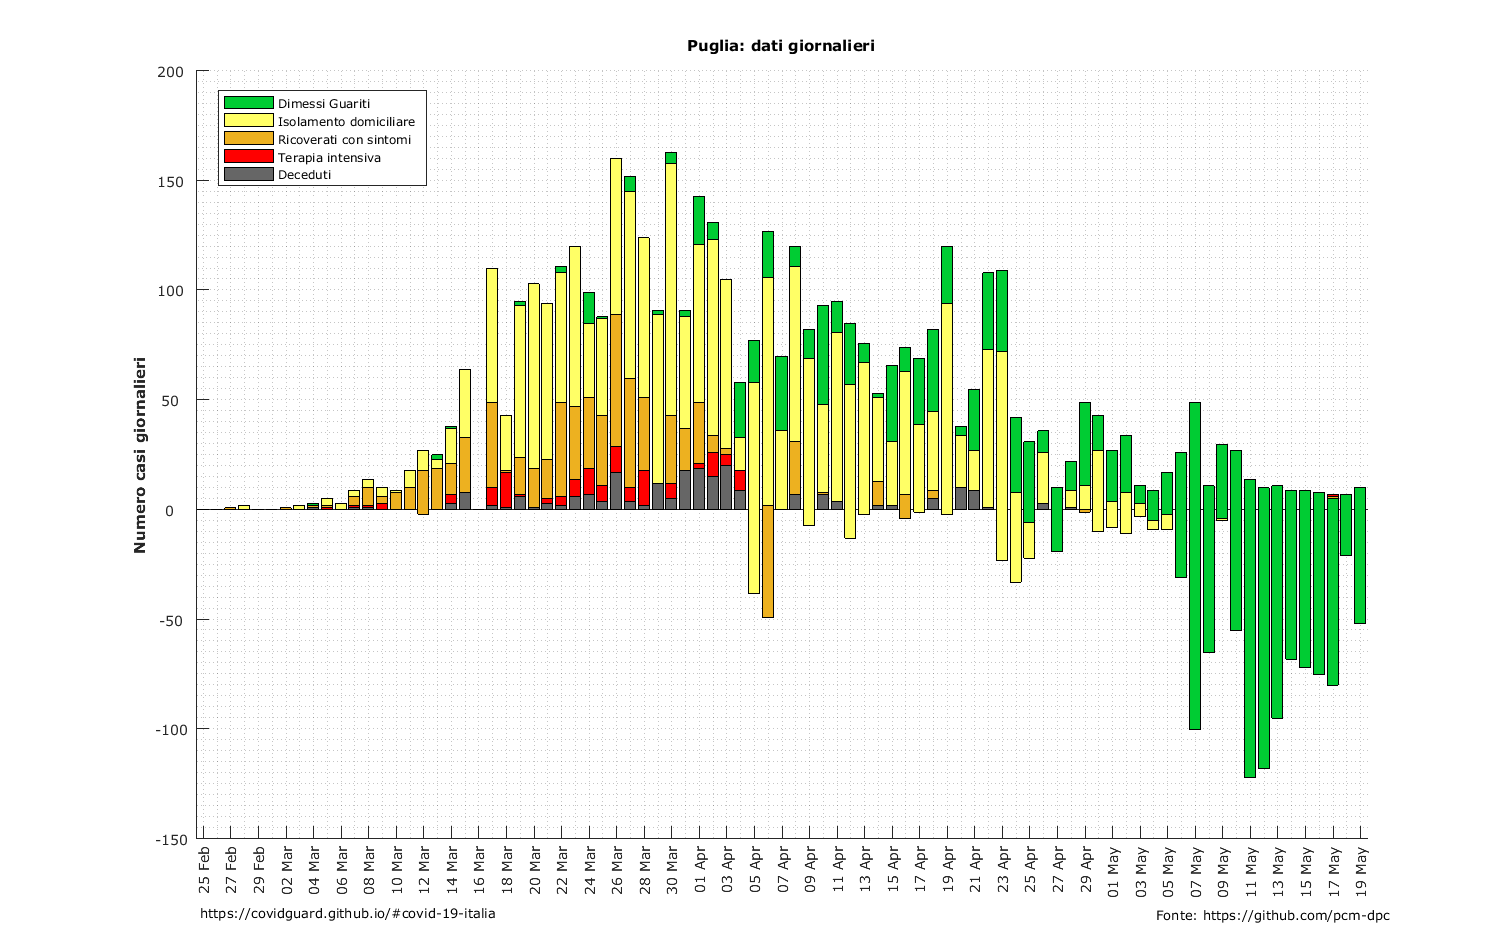 Puglia: dati giornalieri
200
150
100
50
0
-50
-100
-150
Numero casi giornalieri
Dimessi Guariti
Isolamento domiciliare
Ricoverati con sintomi
Terapia intensiva
Deceduti
25 Feb
27 Feb
29 Feb
02 Mar
04 Mar
06 Mar
08 Mar
10 Mar
12 Mar
14 Mar
16 Mar
18 Mar
20 Mar
22 Mar
24 Mar
26 Mar
28 Mar
30 Mar
01 Apr
03 Apr
05 Apr
07 Apr
09 Apr
11 Apr
13 Apr
15 Apr
17 Apr
19 Apr
21 Apr
23 Apr
25 Apr
27 Apr
29 Apr
01 May
03 May
05 May
07 May
09 May
11 May
13 May
15 May
17 May
19 May
https://covidguard.github.io/#covid-19-italia
Fonte: https://github.com/pcm-dpc